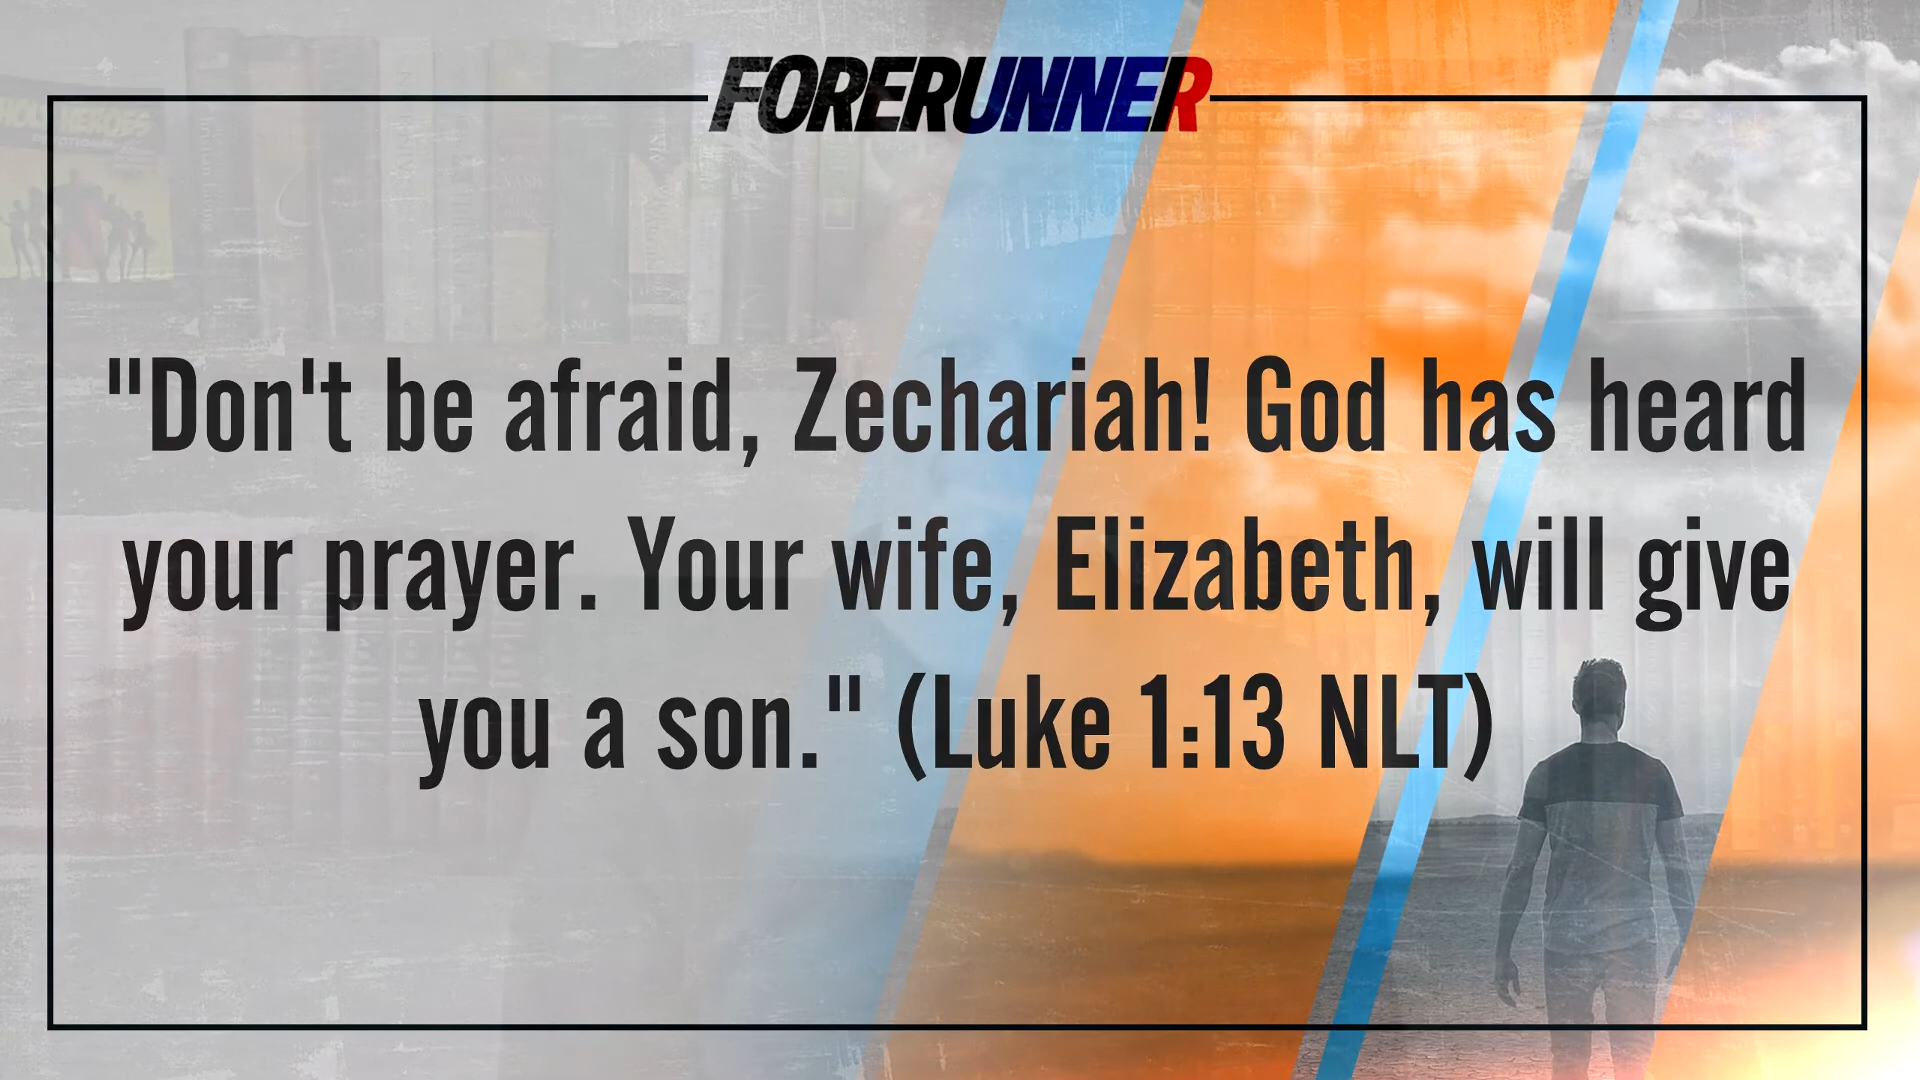 FORERUNNER
"Don't be afraid, Zechariah! God has heard
your prayer. Your wife, Elizabeth, will give
you a son." (Luke 1:13 NLT)